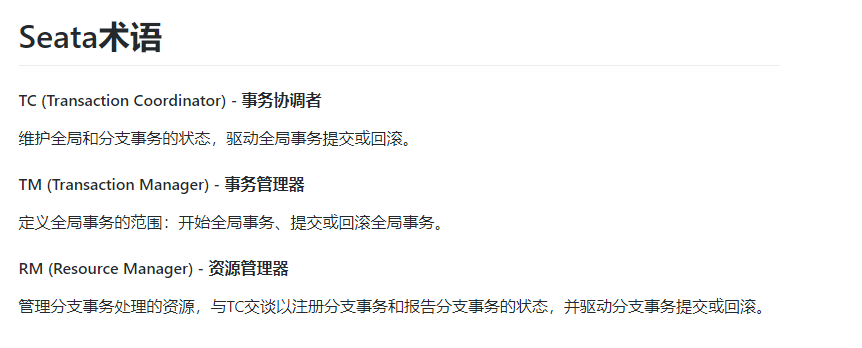 Seata术语
TC (Transaction Coordinator) - 事务协调者
维护全局和分支事务的状态，驱动全局事务提交或回滚。
TM (Transaction Manager) - 事务管理器
定义全局事务的范围：开始全局事务、提交或回滚全局事务。
RM (Resource Manager) - 资源管理器
管理分支事务处理的资源，与TC交谈以注册分支事务和报告分支事务的状态，并驱动分支事务提交或回滚。